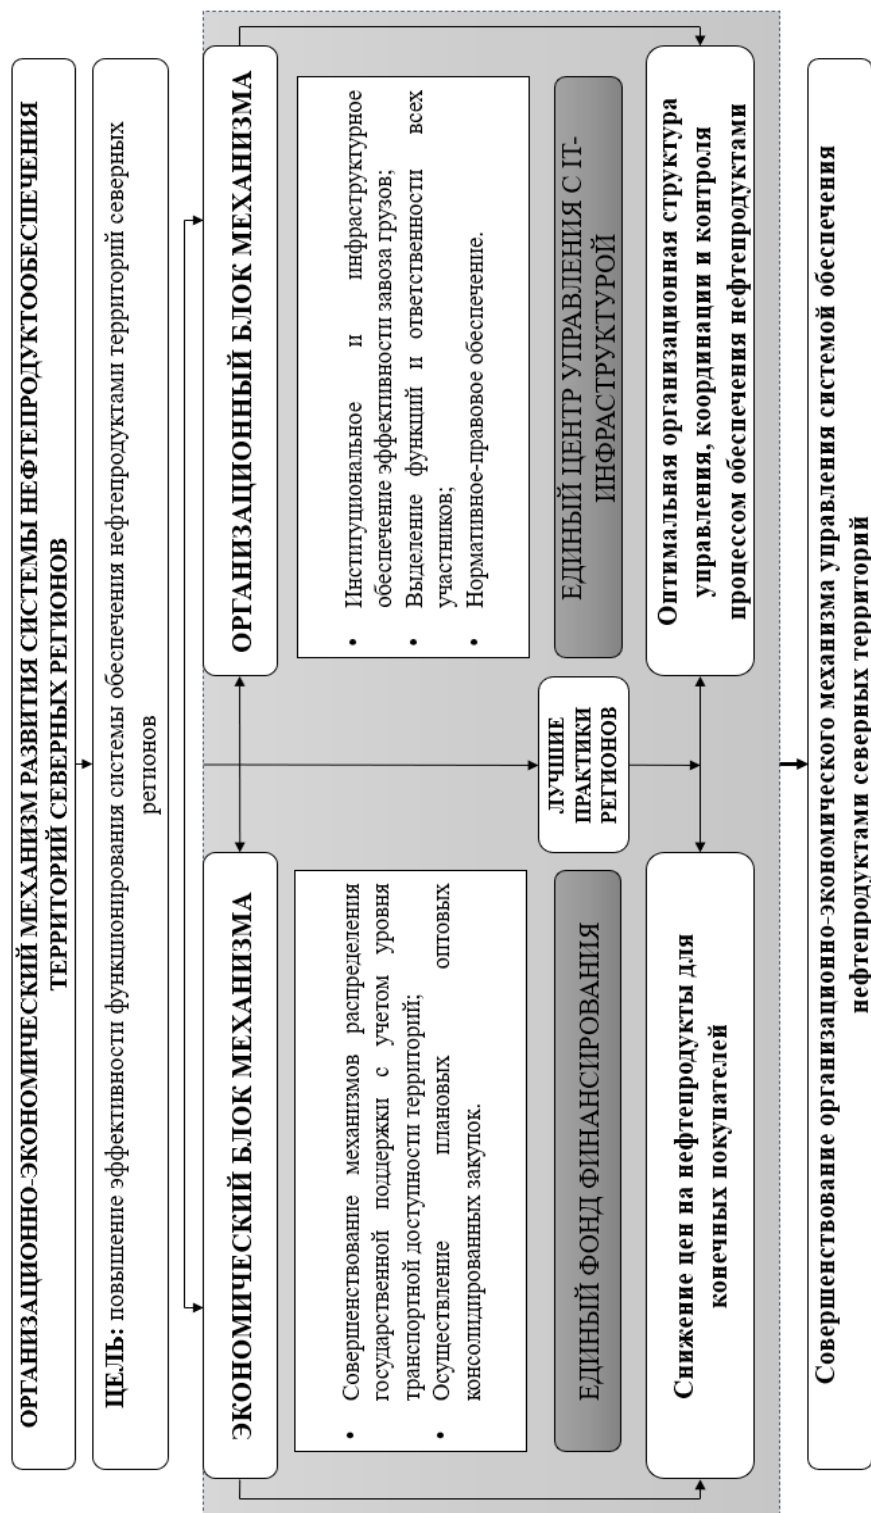 ОРГАНИЗАЦИОННО-ЭКОНОМИЧЕСКИЙ МЕХАНИЗМ РАЗВИТИЯ СИСТЕМЫ НЕФТЕПРОДУКТООБЕСПЕЧЕНИЯ
ТЕРРИТОРИЙ СЕВЕРНЫХ РЕГИОНОВ
ЦЕЛЬ: повышение эффективности функционирования системы обеспечения нефтепродуктами территорий северных
регионов
ЭКОНОМИЧЕСКИЙ БЛОК МЕХАНИЗМА
• Совершенствование механизмов распределения
государственной поддержки с учетом уровня
транспортной доступности территорий;
• Осуществление плановых оптовых
консолидированных закупок.
ЕДИНЫЙ ФОНД ФИНАНСИРОВАНИЯ
Снижение цен на нефтепродукты для
конечных покупателей
ЛУЧШИЕ
ПРАКТИКИ
РЕГИОНОВ
ОРГАНИЗАЦИОННЫЙ БЛОК МЕХАНИЗМА
• Институциональное и инфраструктурное
обеспечение эффективности завоза грузов;
• Выделение функций и ответственности всех
участников;
• Нормативное-правовое обеспечение.
ЕДИНЫЙ ЦЕНТР УПРАВЛЕНИЯ С IT-
ИНФРАСТРУКТУРОЙ
Оптимальная организационная структура
управления, координации и контроля
процессом обеспечения нефтепродуктами
Совершенствование организационно-экономического механизма управления системой обеспечения
нефтепродуктами северных территорий